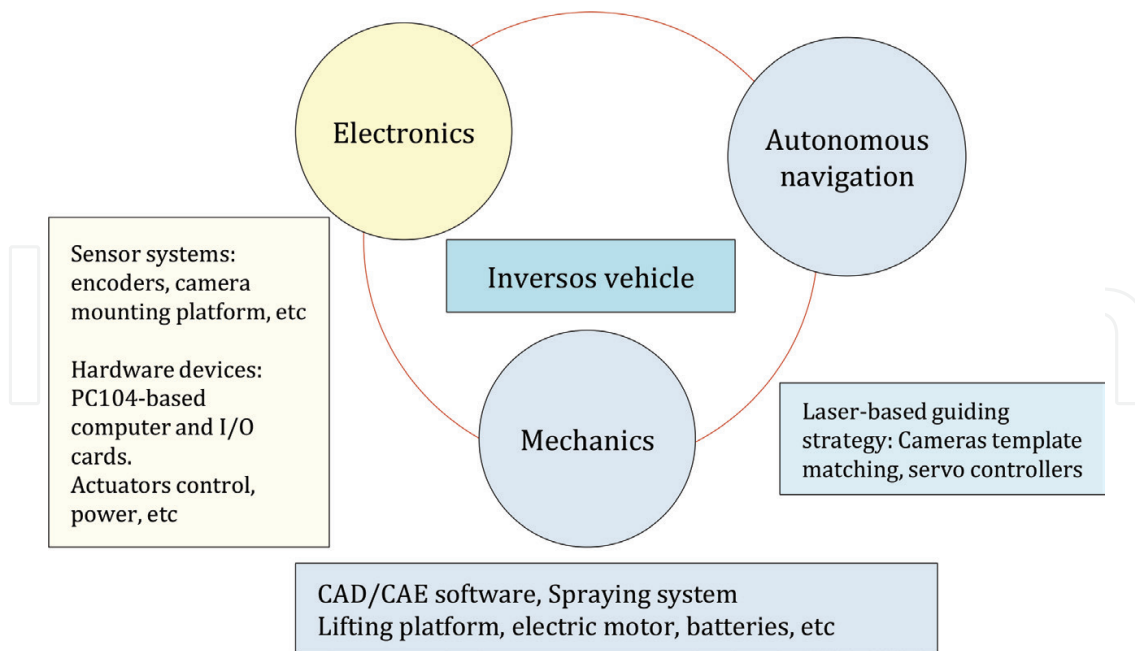 Electronics
Autonomous
navigation
Inversos vehicle
Mechanics
Sensor systems:
encoders, camera
mounting platform, etc
Hardware devices:
PC104-based
computer and I/O
cards.
Actuators control,
power, etc
Laser-based guiding
strategy: Cameras template
matching, servo controllers
CAD/CAE software, Spraying system
Lifting platform, electric motor, batteries, etc